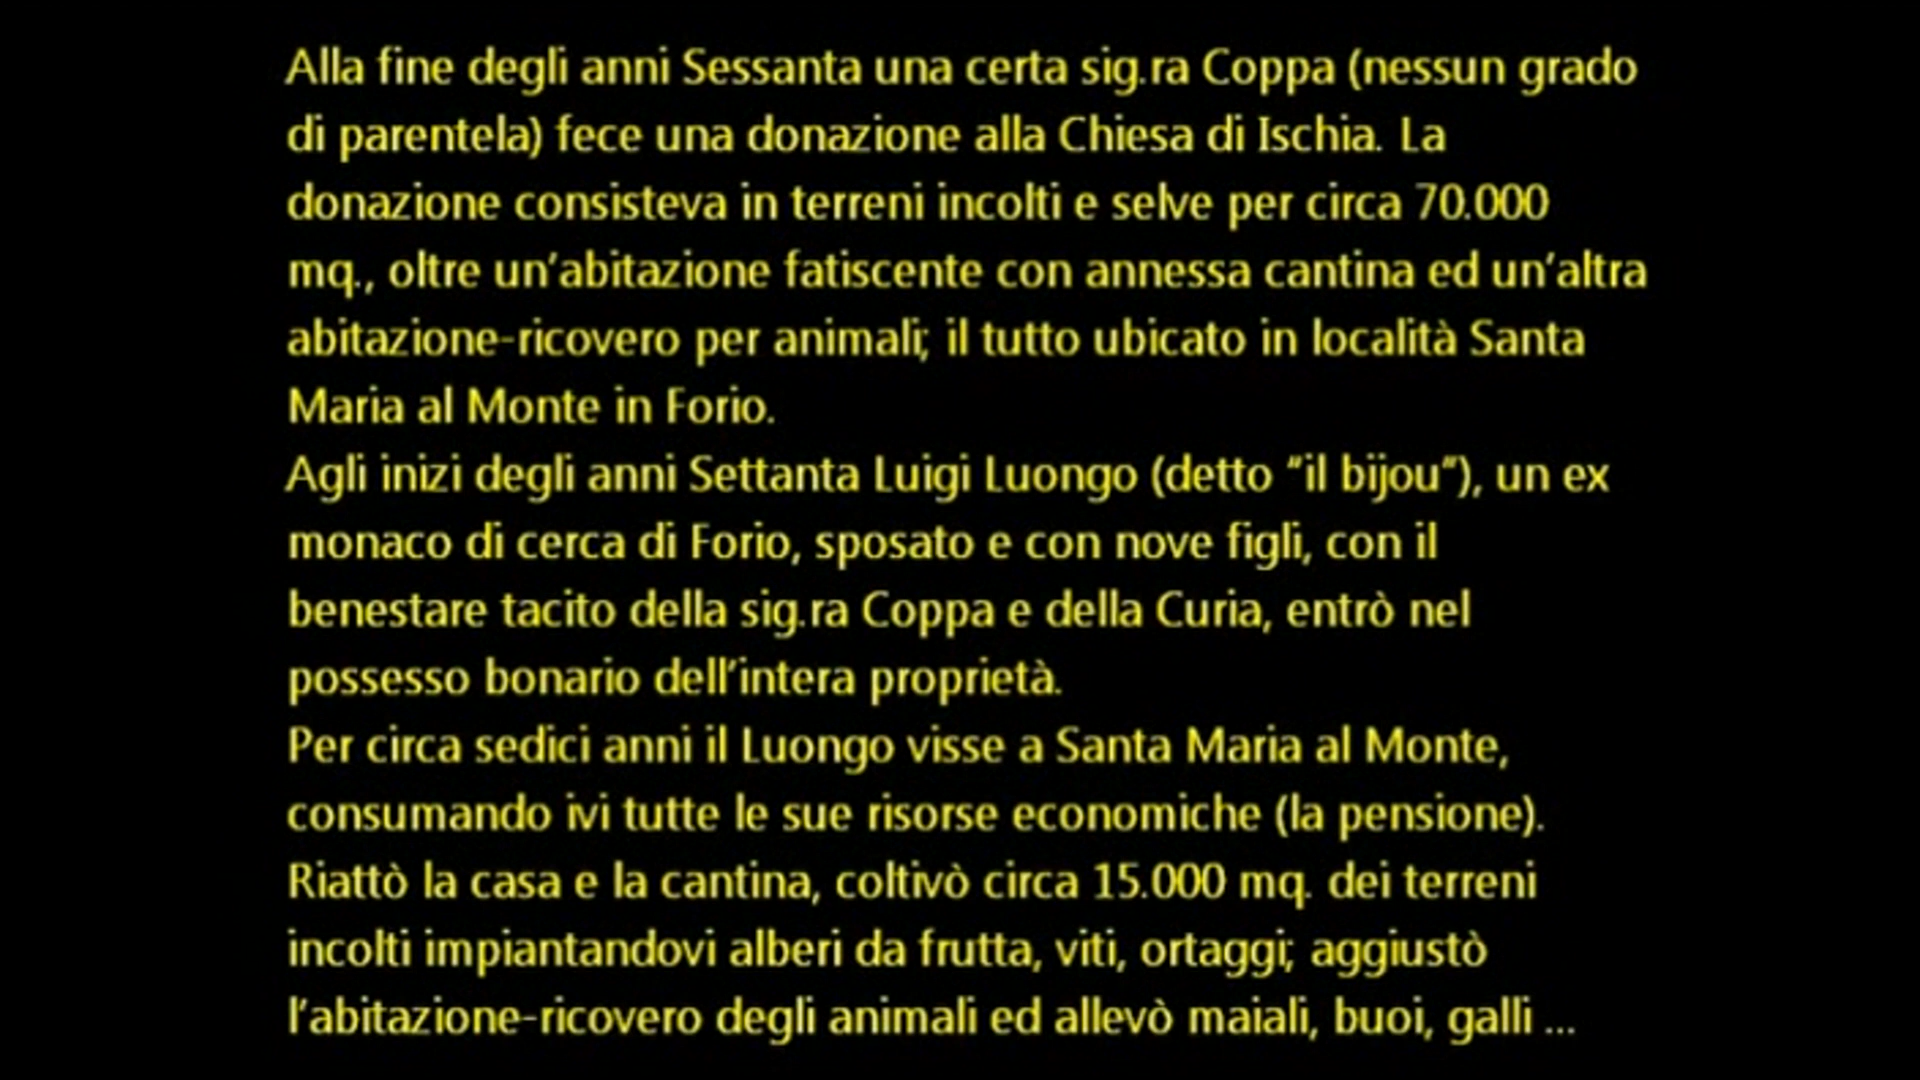 Alla fine degli anni Sessanta una certa sig.ra Coppa (nessun grado
di parentela) fece una donazione alla Chiesa di Ischia. La
donazione consisteva in terreni incolti e selve per circa 70.000
mq., oltre un’abitazione fatiscente con annessa cantina ed un’altra
abitazione-ricovero per animali; il tutto ubicato in località Santa
Maria al Monte in Forio.
Agli inizi degli anni Settanta Luigi Luongo (detto “il bijou”), un ex
monaco di cerca di Forio, sposato e con nove figli, con il
benestare tacito della sig.ra Coppa e della Curia, entrò nel
possesso bonario dell’intera proprietà.
Per circa sedici anni il Luongo visse a Santa Maria al Monte,
consumando ivi tutte le sue risorse economiche (la pensione).
Riattò la casa e la cantina, coltivò circa 15.000 mq. dei terreni
incolti impiantandovi alberi da frutta, viti, ortaggi; aggiustò
l’abitazione-ricovero degli animali ed allevò maiali, buoi, galli ...